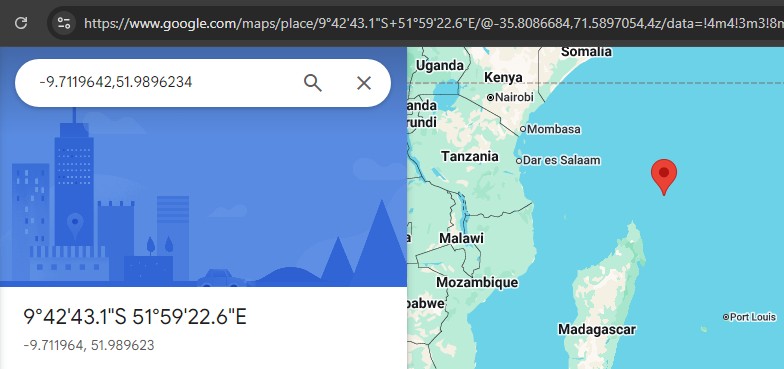 https://www.google.com/maps/place/9°42'43.1"S+51°59'22.6"E/@-35.8086684,71.5897054,4z/data=!4m4!3m3!8m
-9.7119642,51.9896234
9°42'43.1"S 51°59'22.6"E
-9.711964, 51.989623
Somalia
Uganda
Kenya
Nairobi
anda
rundi
Mombasa
Tanzania
Dar es Salaam
a
Malawi
Mozambique
babwe
Port Louis
Madagascar